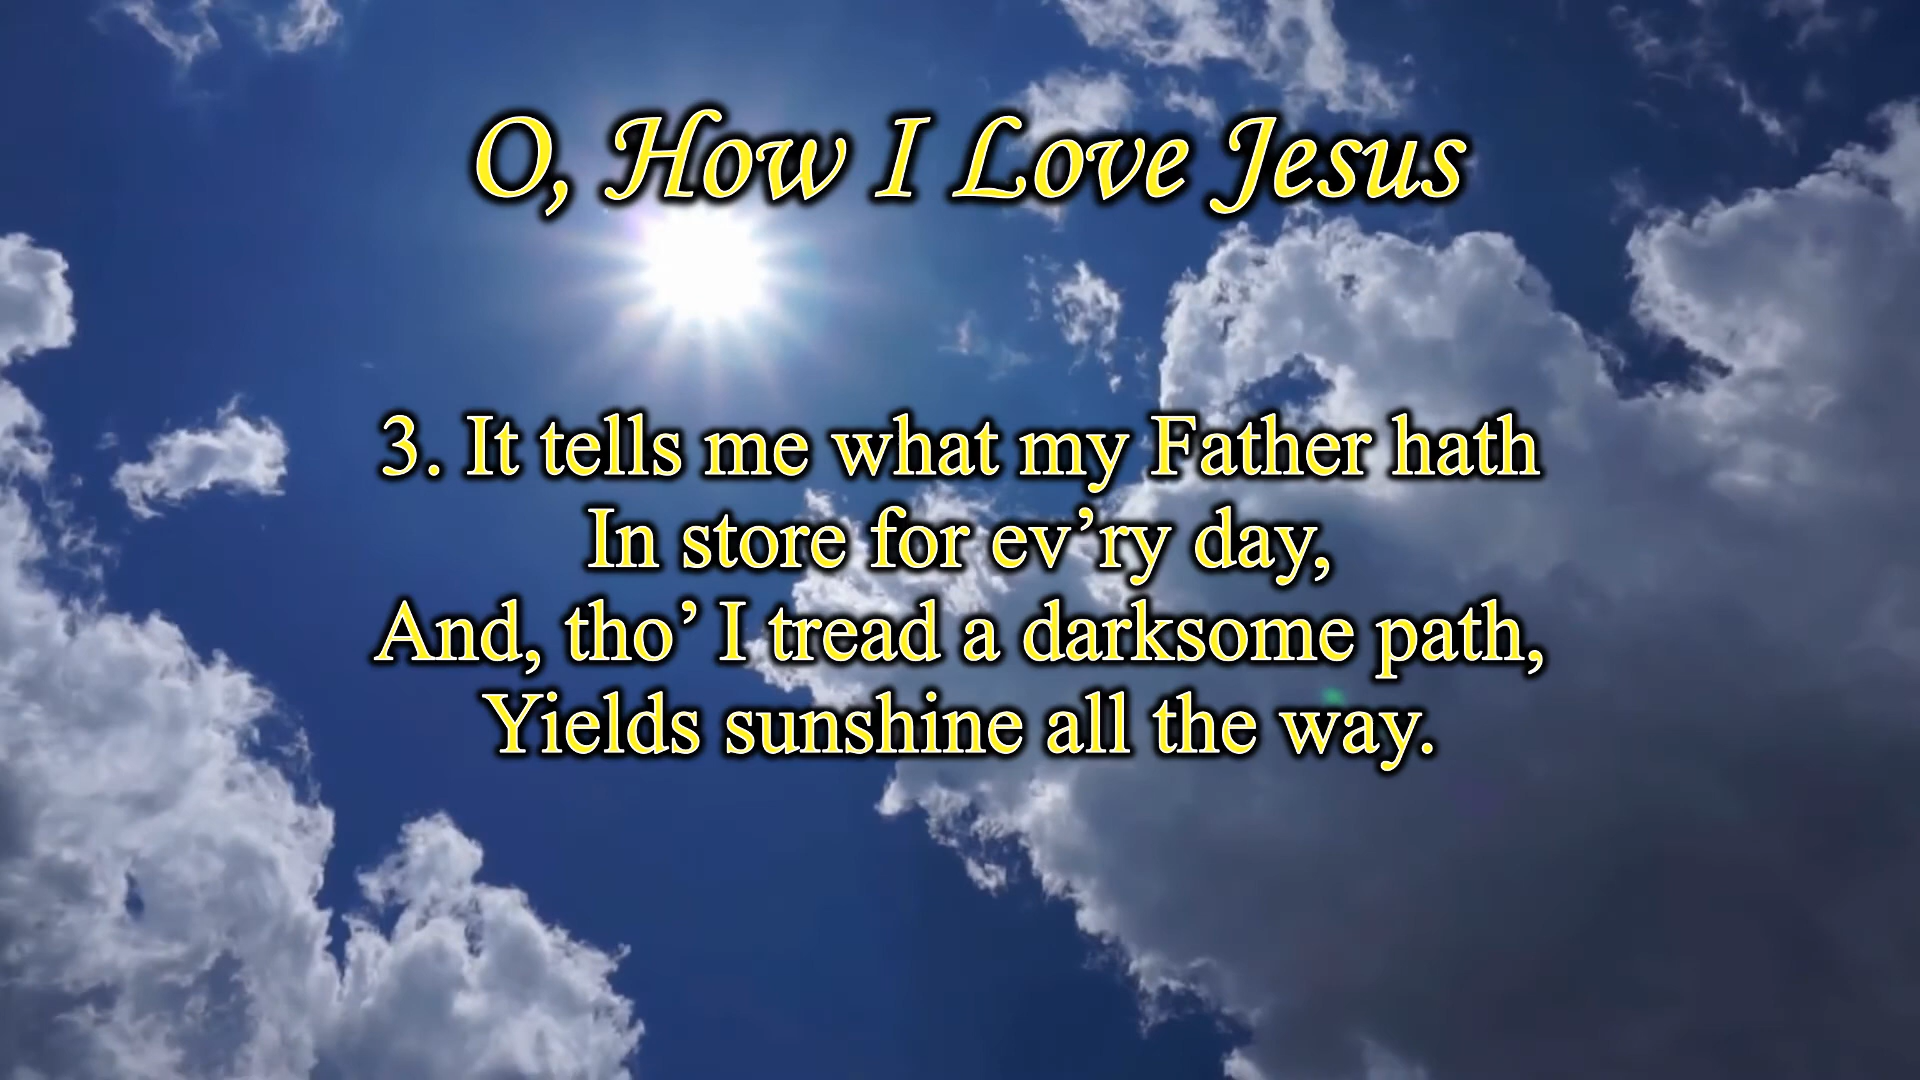 O, How I Love Jesus
3. It tells me what my Father hath
In store for ev’ry day,
And, tho’ I tread a darksome path,
Yields sunshine all the way.